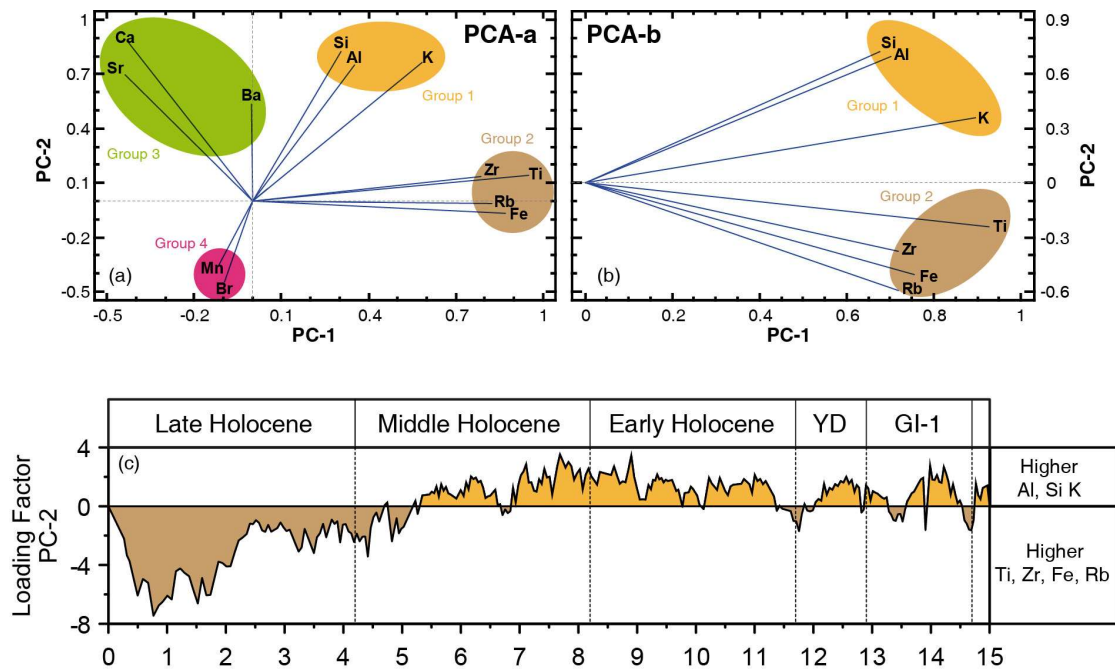 PCA-a
1
0.7
0.4
0.1
-0.2
-0.5
PC-2
Ca
Sr
Ba
Group 3
Si
Al
K
Group 1
Group 2
Zr
Ti
Rb
Fe
Group 4
Mn
Br
(a)
-0.5
-0.2
0.1
0.4
0.7
1
PC-1
PCA-b
Si
Al
Group 1
K
Group 2
Ti
Zr
Fe
Rb
(b)
0.9
0.6
0.3
0
-0.3
-0.6
PC-2
0
0.2
0.4
0.6
0.8
1
PC-1
Late Holocene
Middle Holocene
Early Holocene
YD
GI-1
(c)
4
0
-4
-8
Loading Factor
PC-2
Higher
Al, Si K
Higher
Ti, Zr, Fe, Rb
0 1 2 3 4 5 6 7 8 9 10 11 12 13 14 15